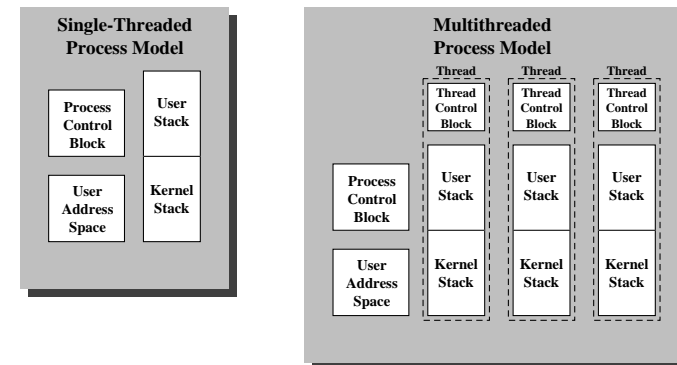 Single-Threaded
Process Model
Process
Control
Block
User
Stack
User
Address
Space
Kernel
Stack
Multithreaded
Process Model
Thread
Thread
Thread
Thread
Control
Block
Thread
Control
Block
Thread
Control
Block
Process
Control
Block
User
Stack
User
Stack
User
Stack
User
Address
Space
Kernel
Stack
Kernel
Stack
Kernel
Stack